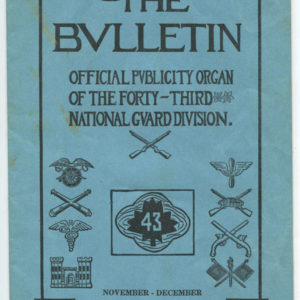 THE
BVLLETIN
OFFICIAL PVBLICITY ORGAN
OF THE FORTY-THIRD
NATIONAL GVARD DIVISION.
43
NOVEMBER - DECEMBER